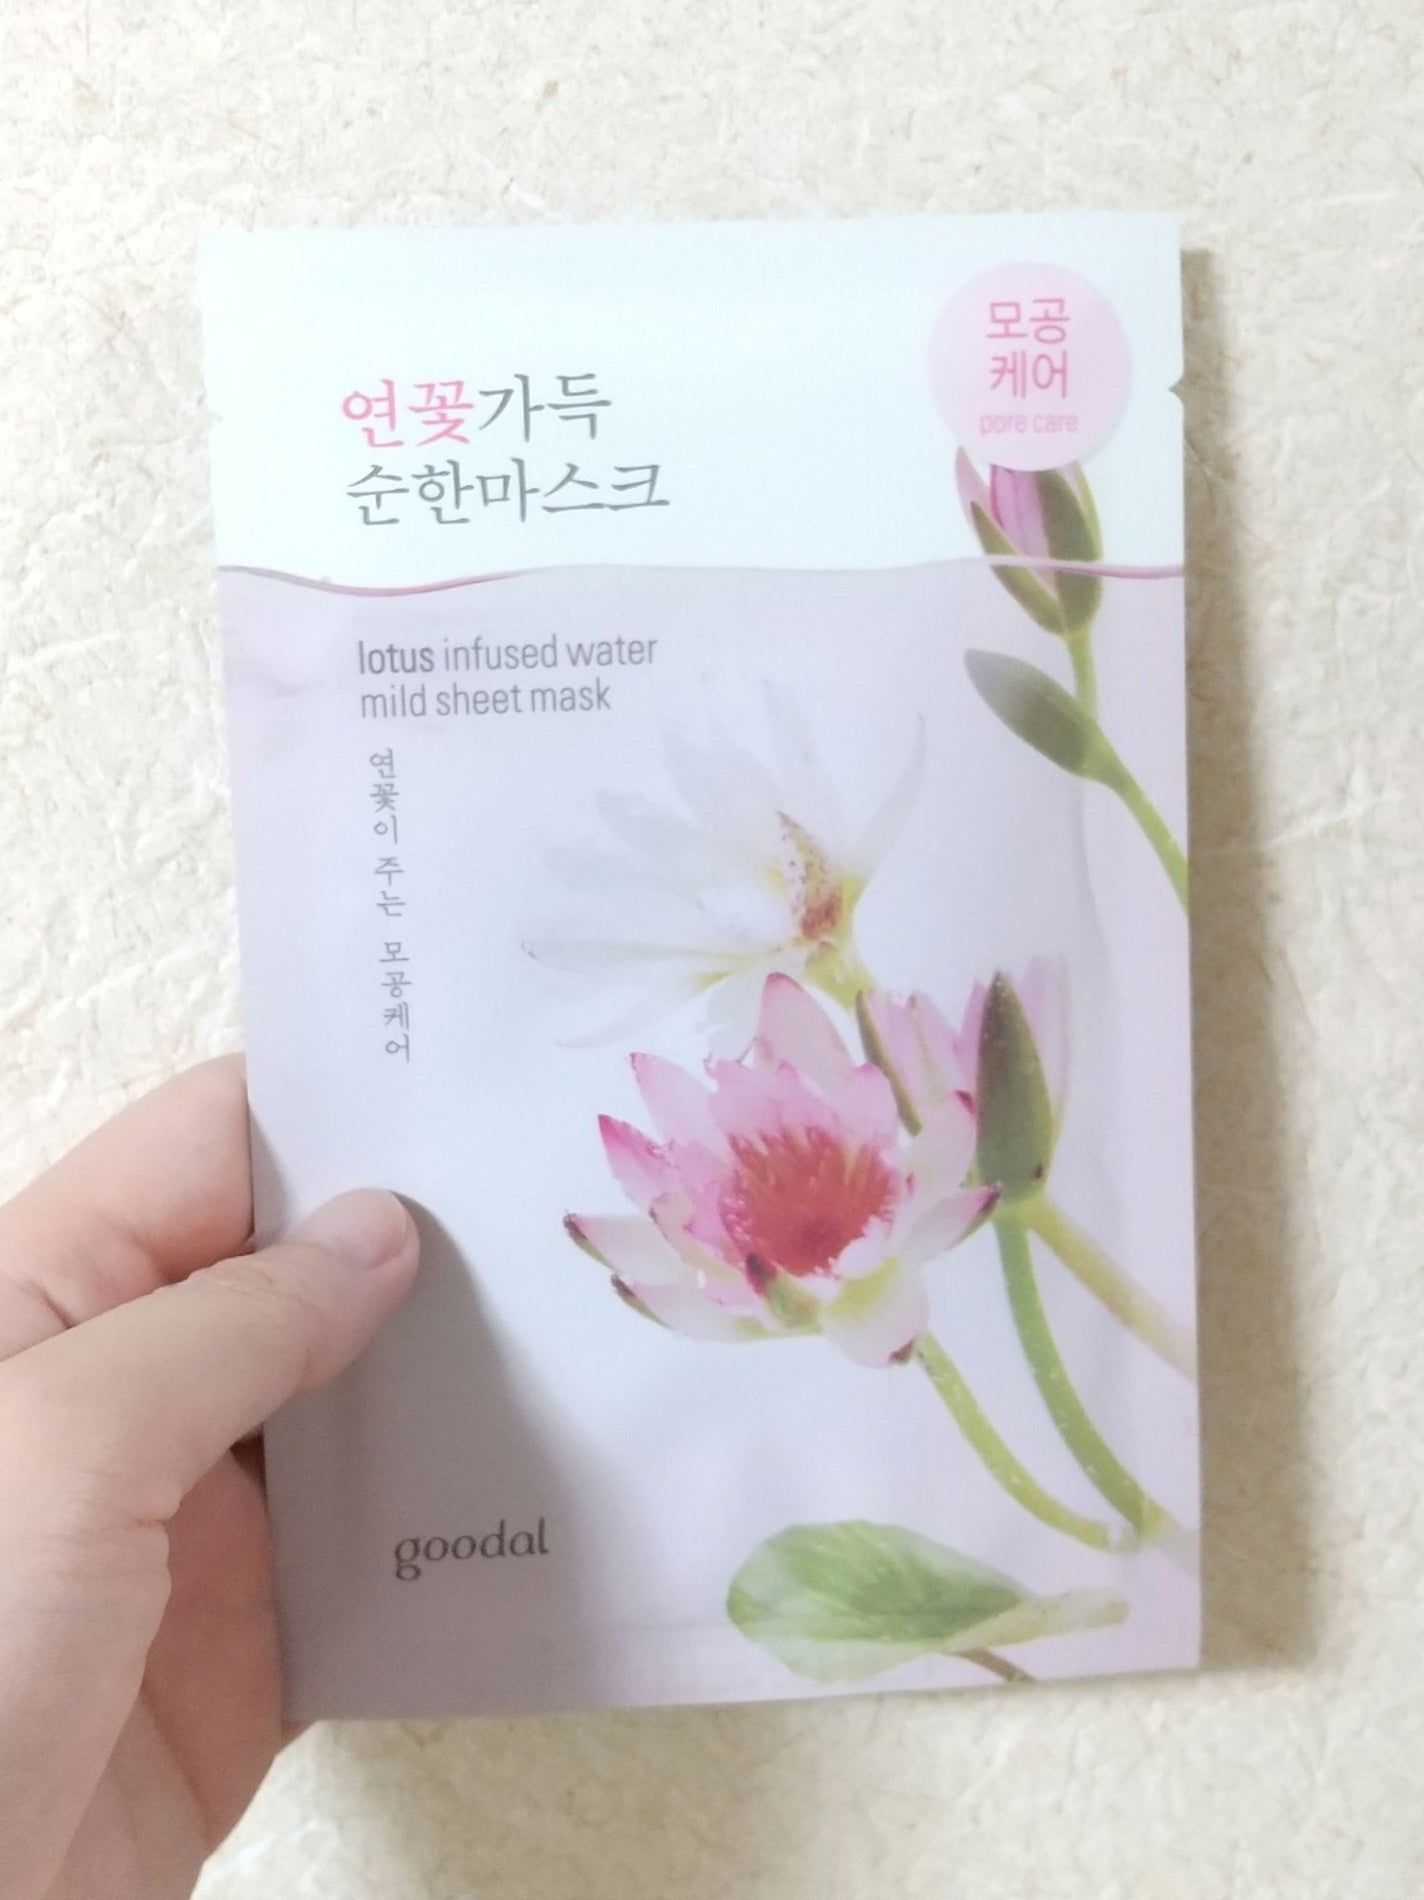 모공
케어
pore care
연꽃가득
순한마스크
lotus infused water
mild sheet mask
연꽃이 주는 모공케어
goodal